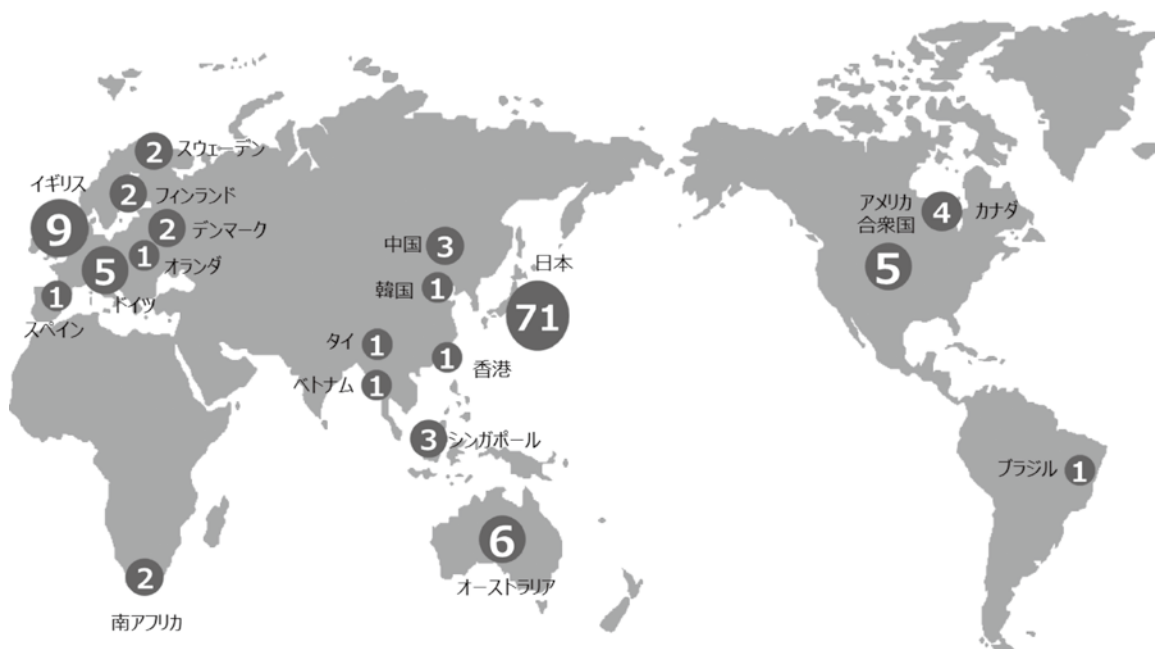 2
スウェーデン
イギリス
2
フィンランド
9
2
デンマーク
1
オランダ
5
ドイツ
1
スペイン
中国
3
日本
韓国
1
71
タイ
1
1
香港
ベトナム
1
3
シンガポール
6
オーストラリア
2
南アフリカ
アメリカ
合衆国
4
カナダ
5
ブラジル
1